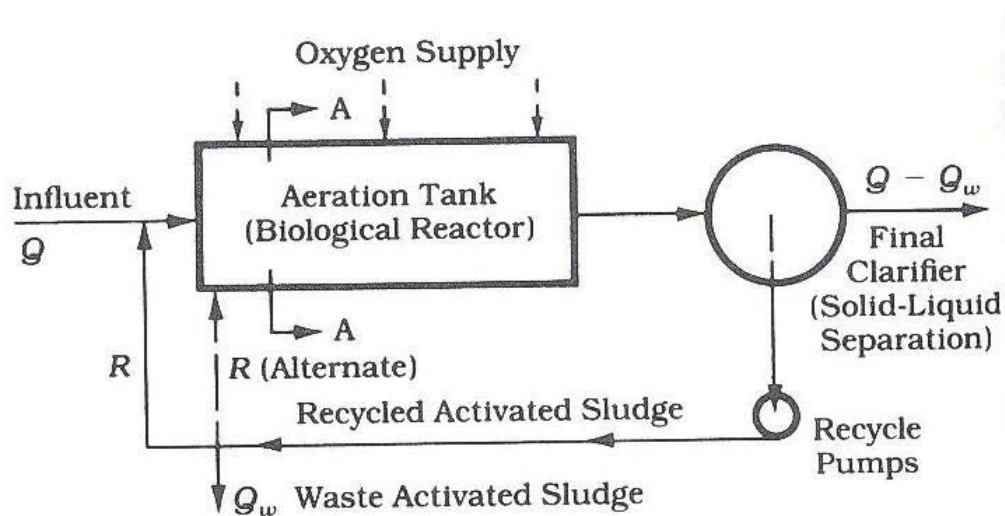 Oxygen Supply
A
Influent
Q
Aeration Tank
(Biological Reactor)
Q − Q_w
Final
Clarifier
(Solid-Liquid
Separation)
A
R
R (Alternate)
Recycled Activated Sludge
Recycle
Pumps
Q_w Waste Activated Sludge